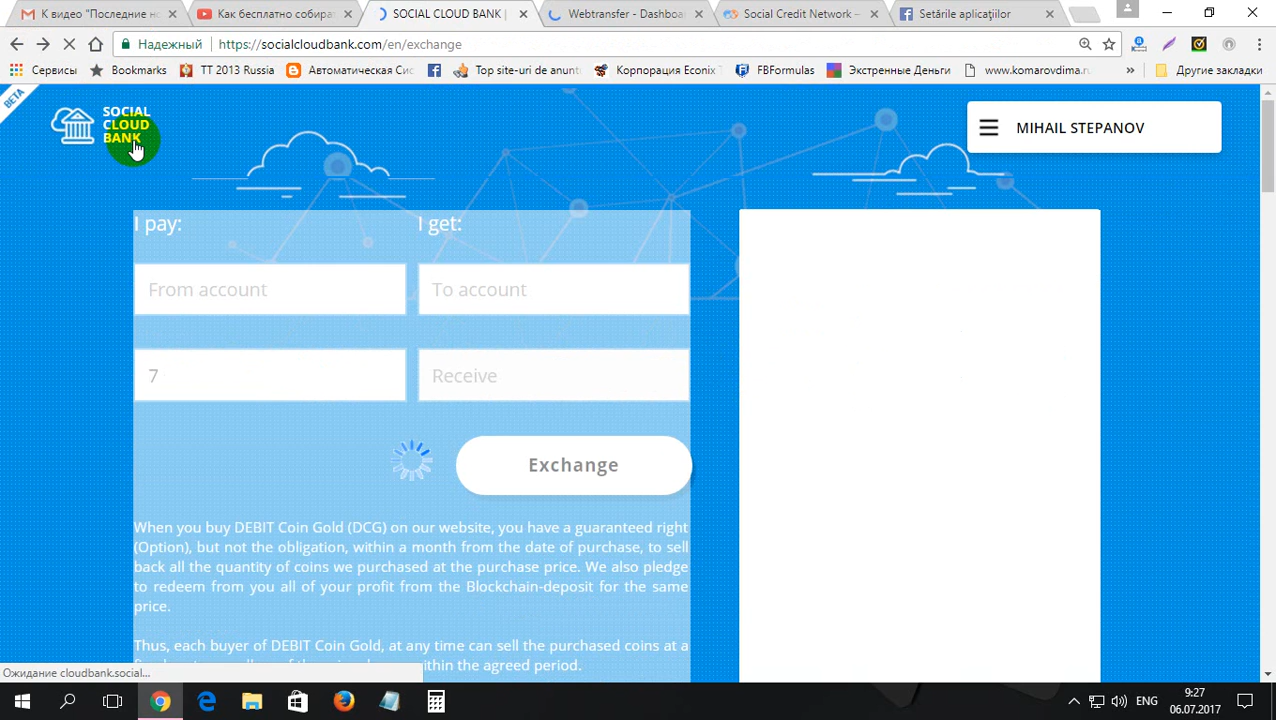 К видео "Последние но
Как бесплатно собира
SOCIAL CLOUD BANK |
Webtransfer - Dashboa
Social Credit Network –
Setările aplicațiilor
Надежный
https://socialcloudbank.com/en/exchange
Сервисы
Bookmarks
TT 2013 Russia
Автоматическая Си
Top site-uri de anunt
Корпорация Econix
FBFormulas
Экстренные Деньги
www.komarovdima.ru
»
Другие закладки
BETA
SOCIAL
CLOUD
BANK
MIHAIL STEPANOV
I pay:
I get:
From account
To account
7
Receive
Exchange
When you buy DEBIT Coin Gold (DCG) on our website, you have a guaranteed right
(Option), but not the obligation, within a month from the date of purchase, to sell
back all the quantity of coins we purchased at the purchase price. We also pledge
to redeem from you all of your profit from the Blockchain-deposit for the same
price.
Thus, each buyer of DEBIT Coin Gold, at any time can sell the purchased coins at a
within the agreed period.
Ожидание cloudbank.social...
ENG
9:27
06.07.2017